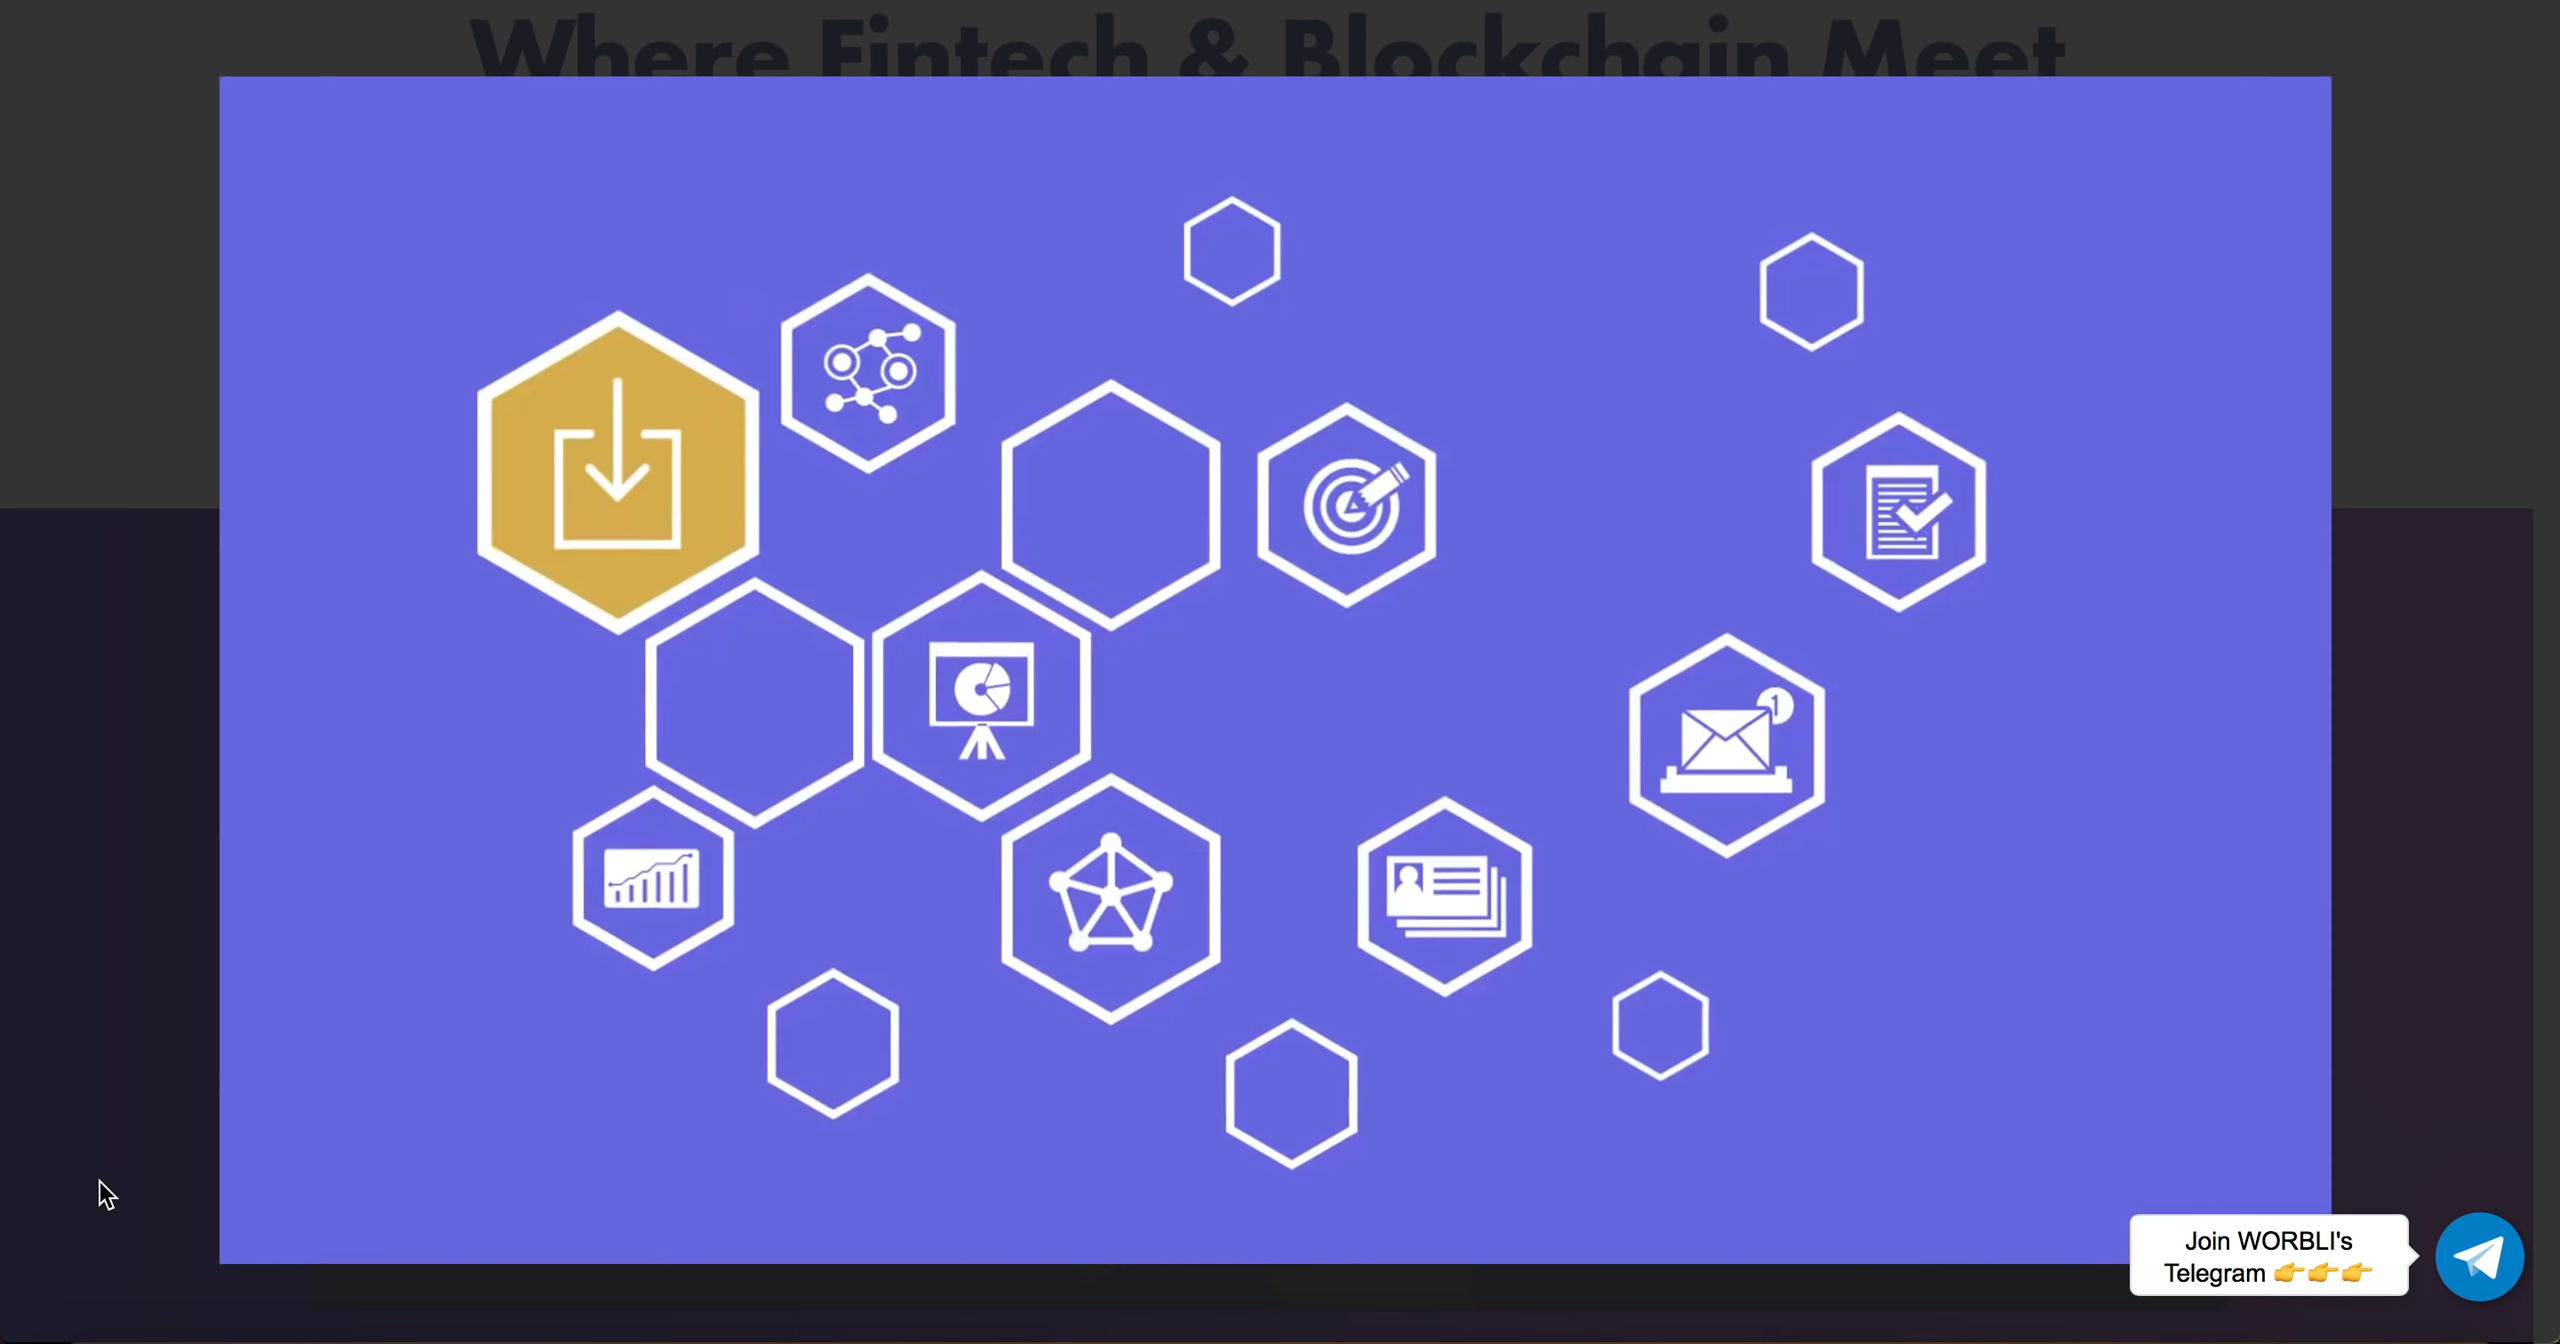 Where Fintech & Blockchain Meet
1
Join WORBLI's
Telegram 👉👉👉